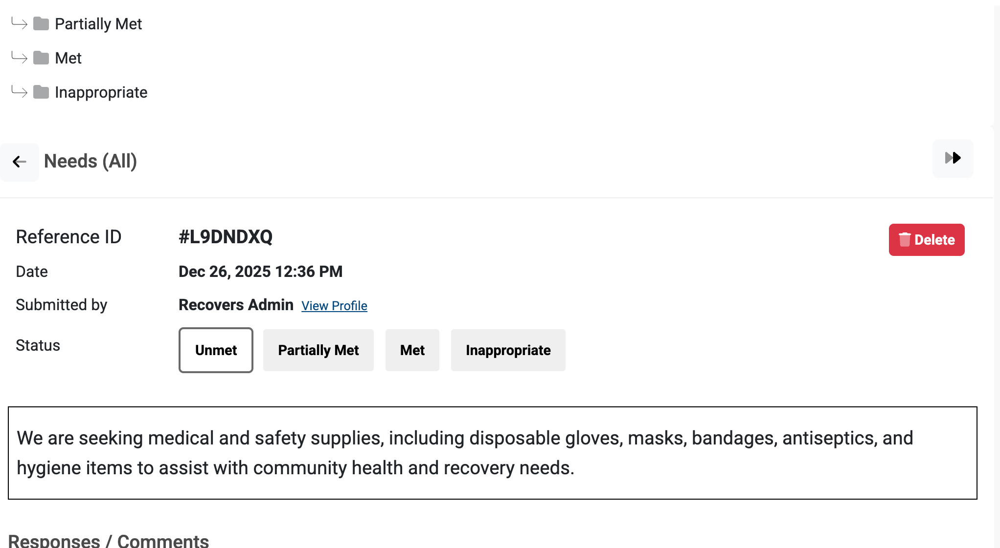 Partially Met
Met
Inappropriate
Needs (All)
Reference ID #L9DNDXQ
Delete
Date Dec 26, 2025 12:36 PM
Submitted by Recovers Admin View Profile
Status Unmet Partially Met Met Inappropriate
We are seeking medical and safety supplies, including disposable gloves, masks, bandages, antiseptics, and
hygiene items to assist with community health and recovery needs.
Responses / Comments